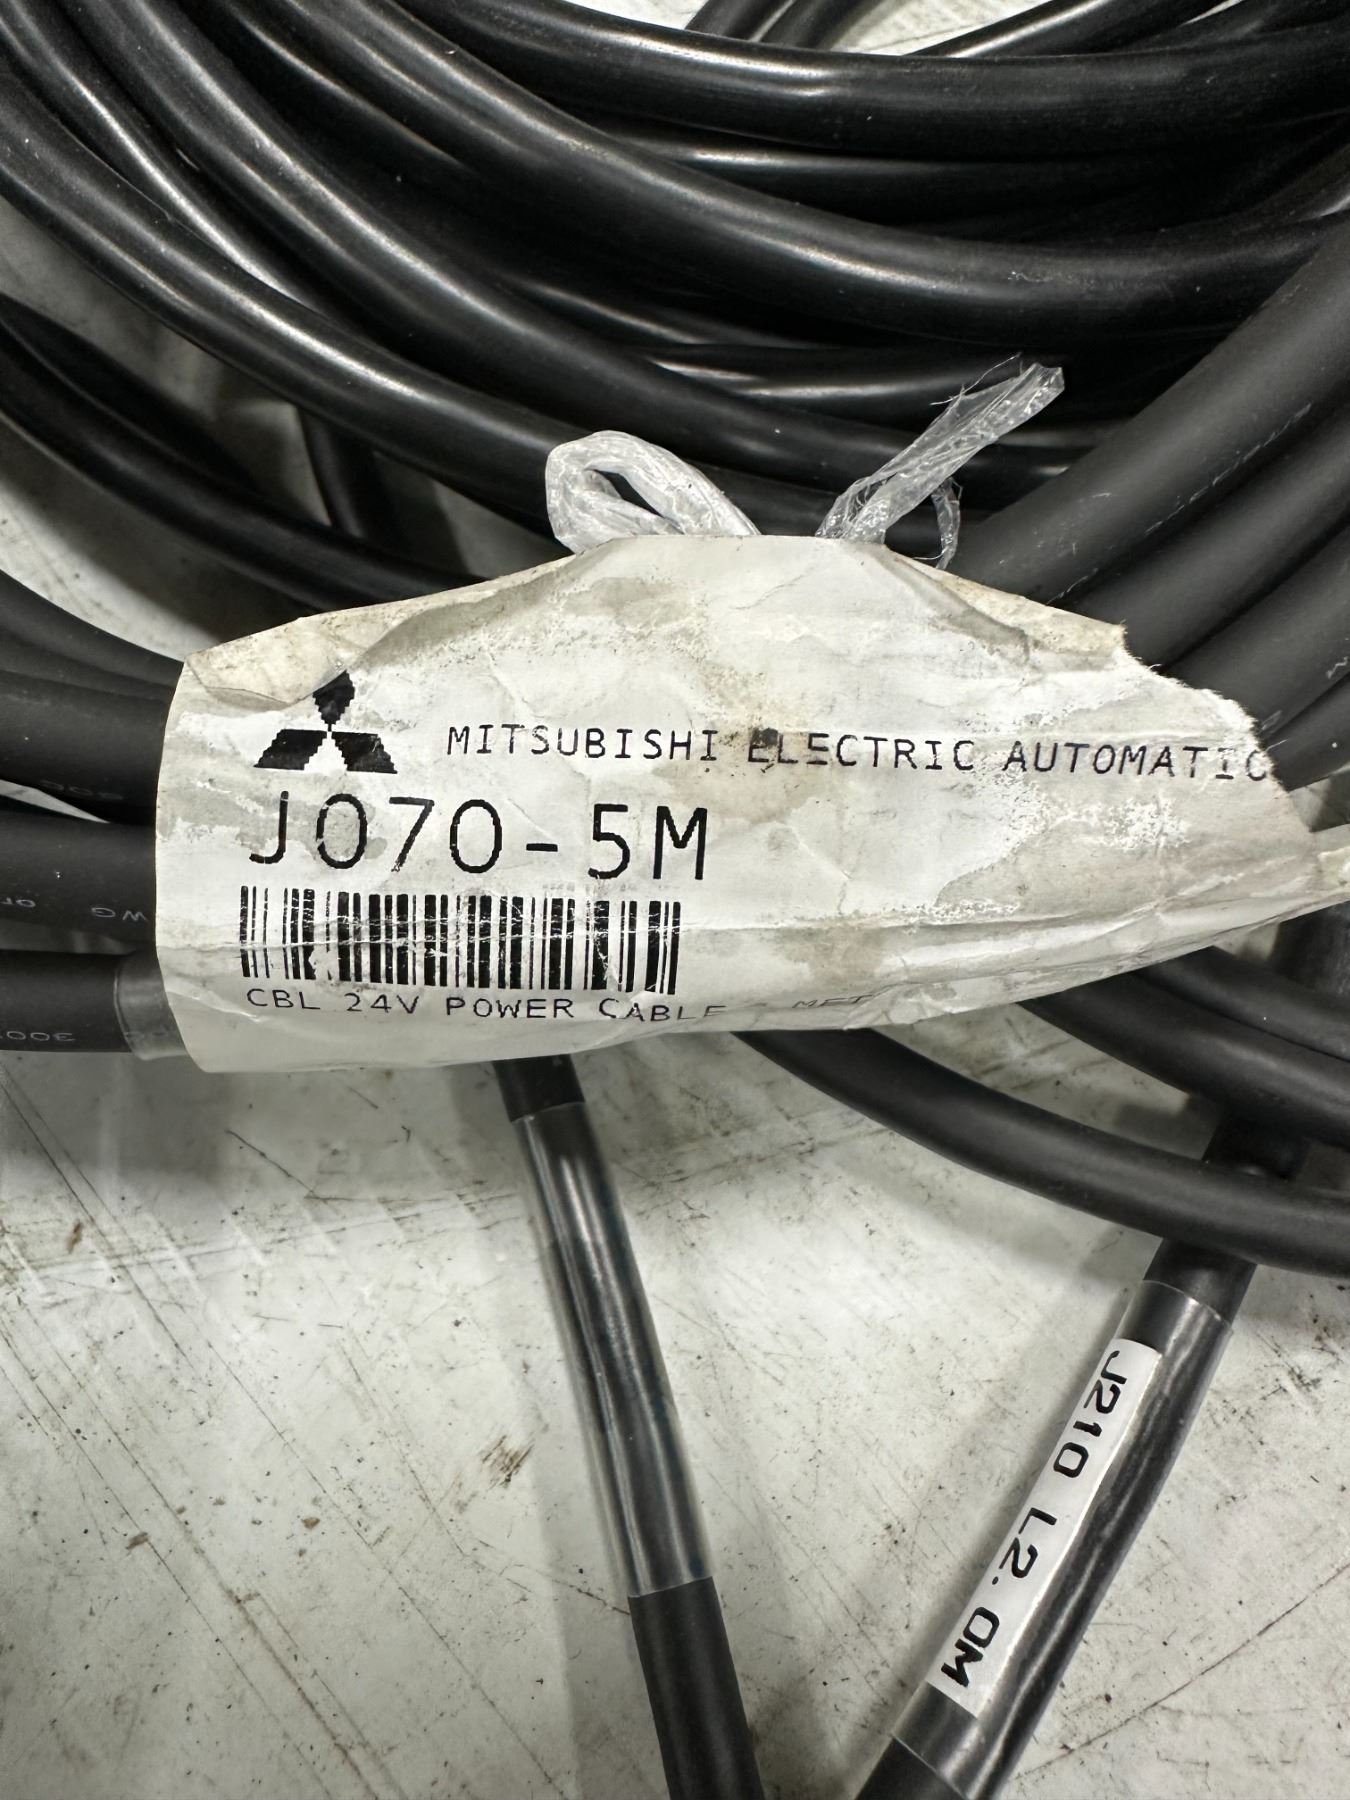 MITSUBISHI ELECTRIC AUTOMATIC
J070-5M
CBL 24V POWER CABLE
J210 L2.0M